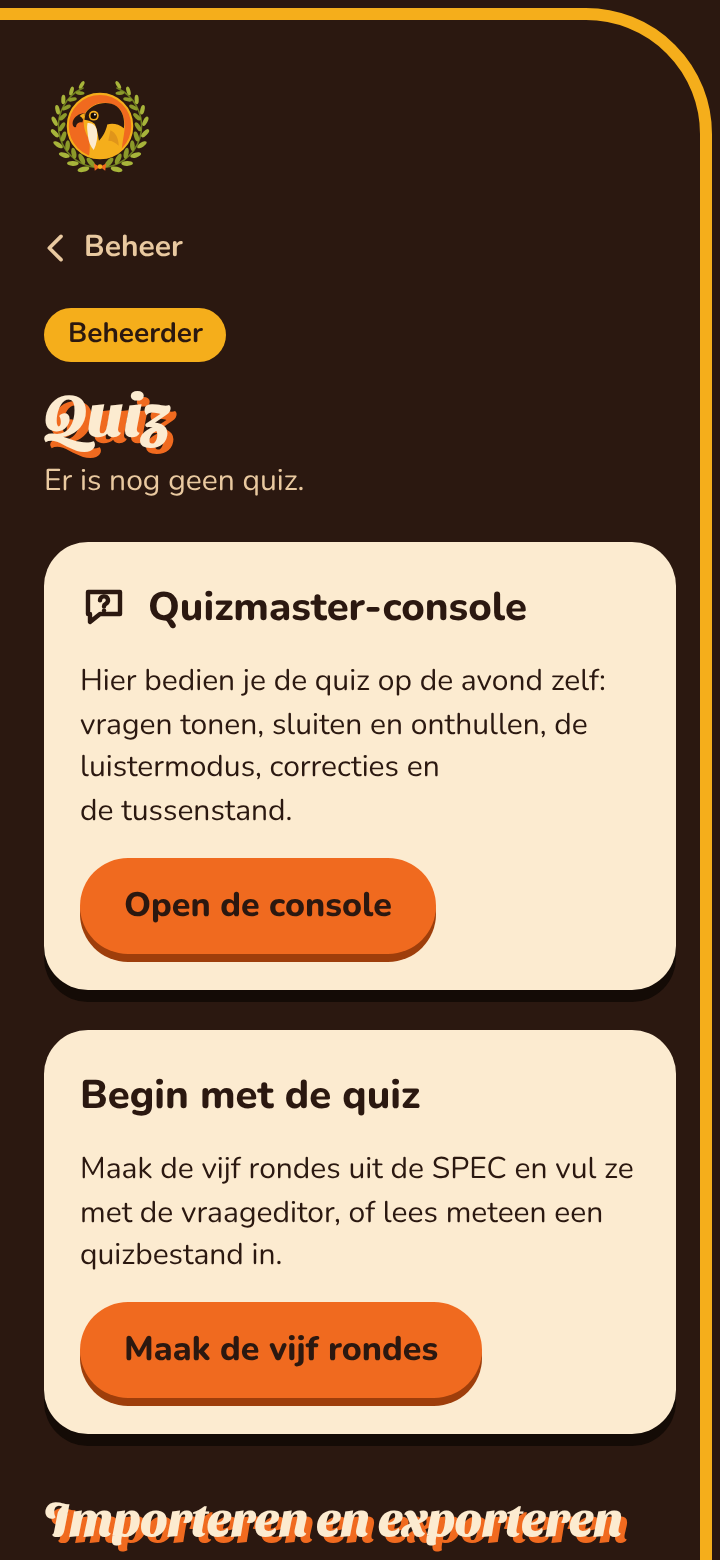 Beheer
Beheerder
Quiz
Er is nog geen quiz.
Quizmaster-console
Hier bedien je de quiz op de avond zelf:
vragen tonen, sluiten en onthullen, de
luistermodus, correcties en
de tussenstand.
Open de console
Begin met de quiz
Maak de vijf rondes uit de SPEC en vul ze
met de vraageditor, of lees meteen een
quizbestand in.
Maak de vijf rondes
Importeren en exporteren